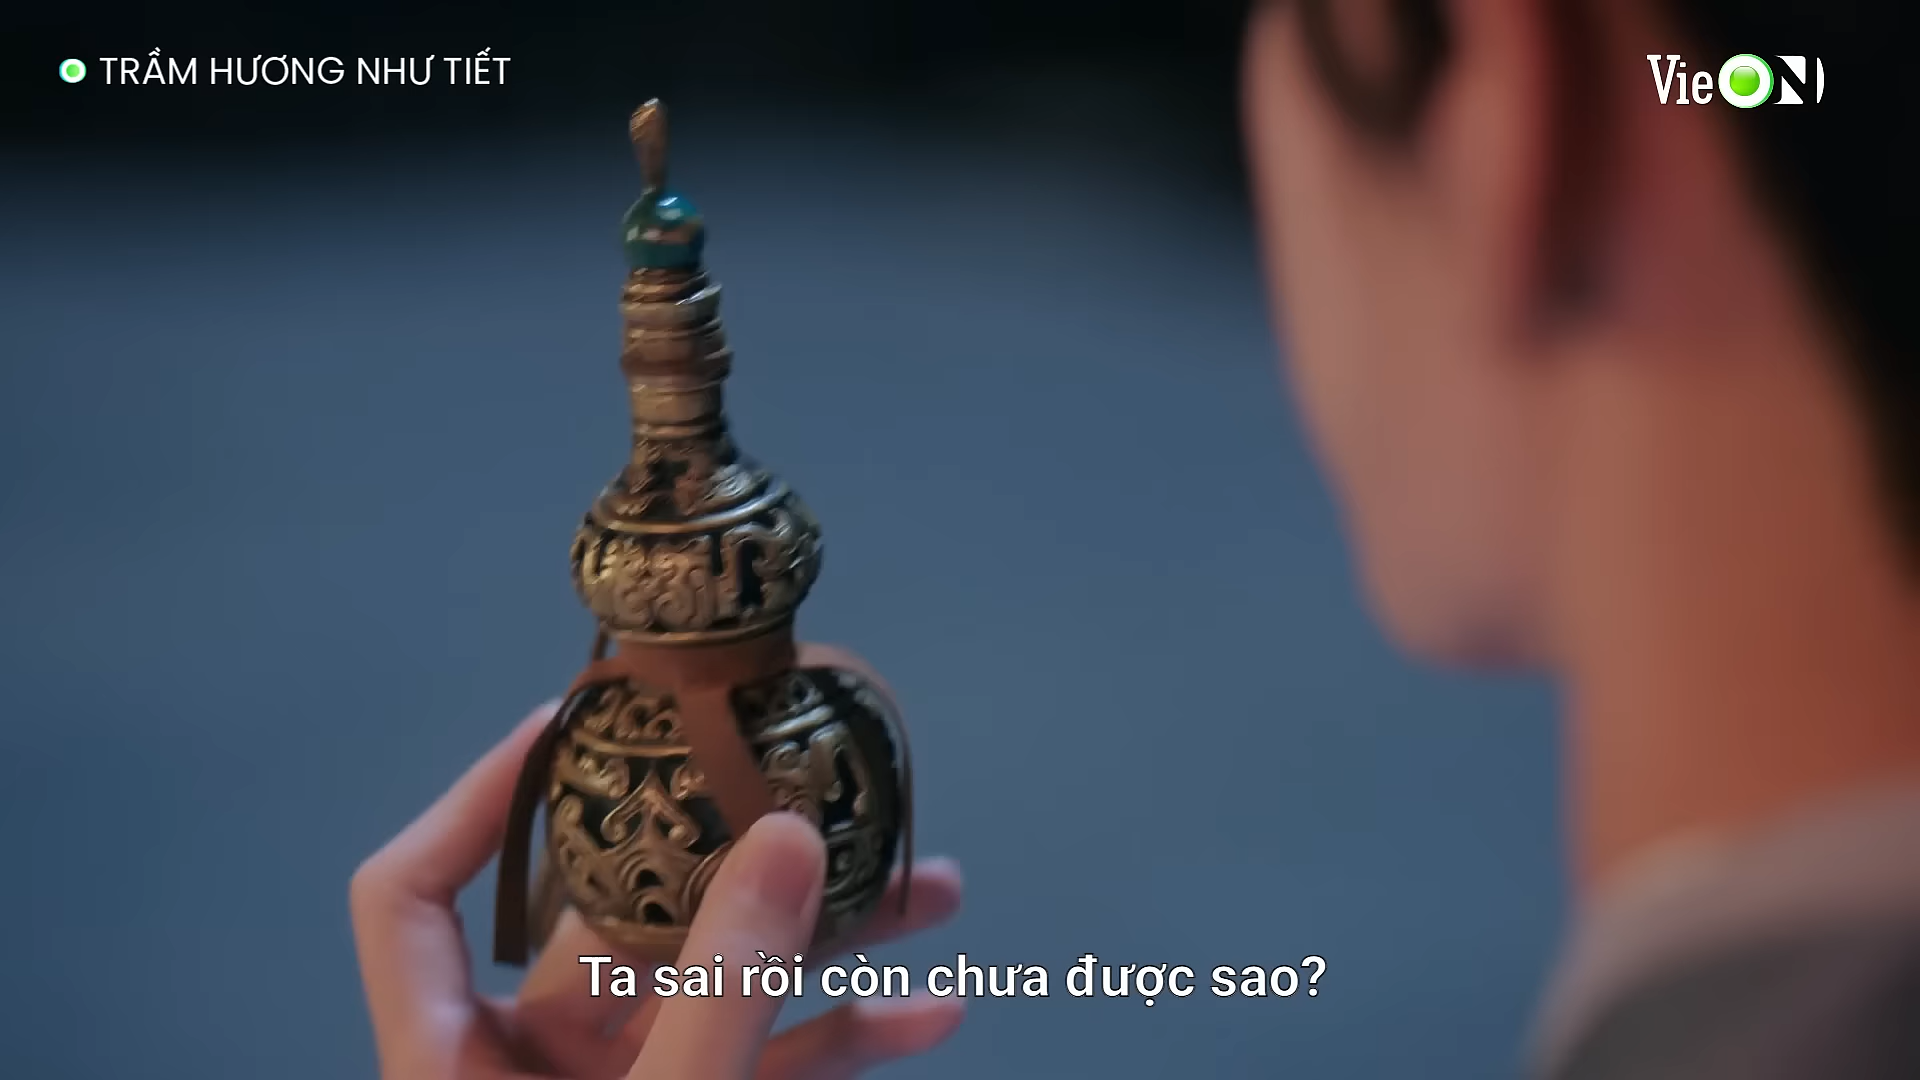 TRẦM HƯƠNG NHƯ TIẾT
VieON
Ta sai rồi còn chưa được sao?